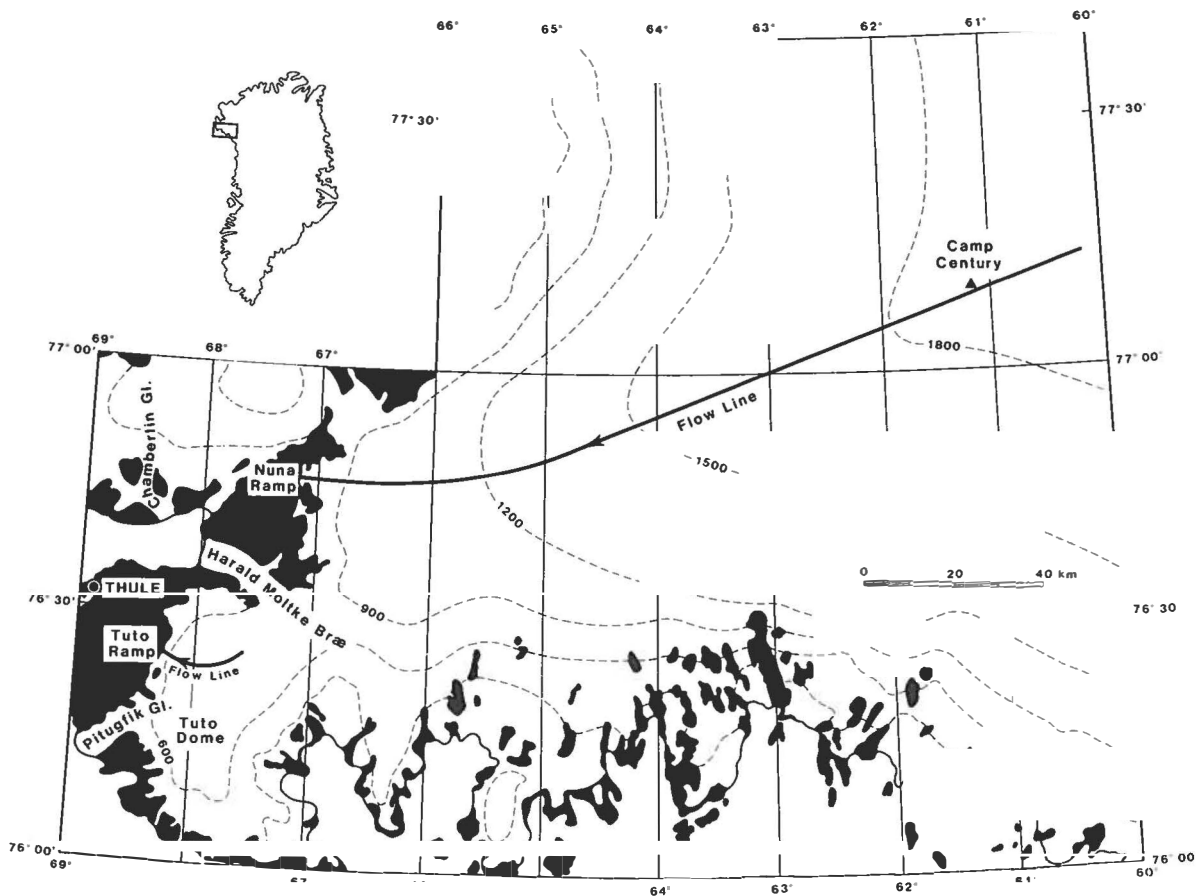 66°
65°
64°
63°
62°
61°
60°
77° 30'
77° 30'
Camp
Century
69°
77° 00'
68°
67°
1800
77° 00'
Chamberlin Gl.
Flow Line
Nuna
Ramp
1500
1200
Harald Moltke Bræ
THULE
0 20 40 km
900
76° 30'
76° 30'
Tuto
Ramp
Flow Line
Pitugfik Gl.
Tuto
Dome
600
76° 00'
69°
64°
63°
62°
60°
76° 00